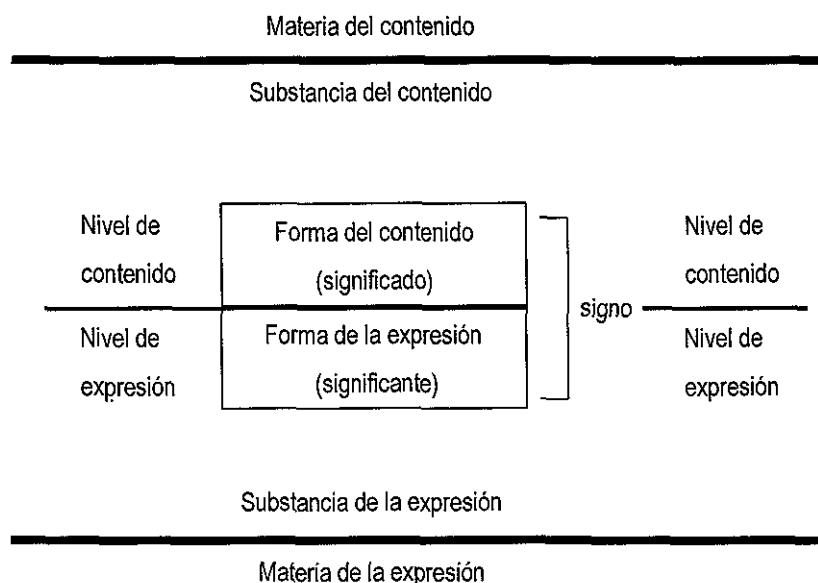 Materia del contenido
Substancia del contenido
Nivel de
contenido
Forma del contenido
(significado)
Nivel de
contenido
signo
Nivel de
expresión
Forma de la expresión
(significante)
Nivel de
expresión
Substancia de la expresión
Materia de la expresión